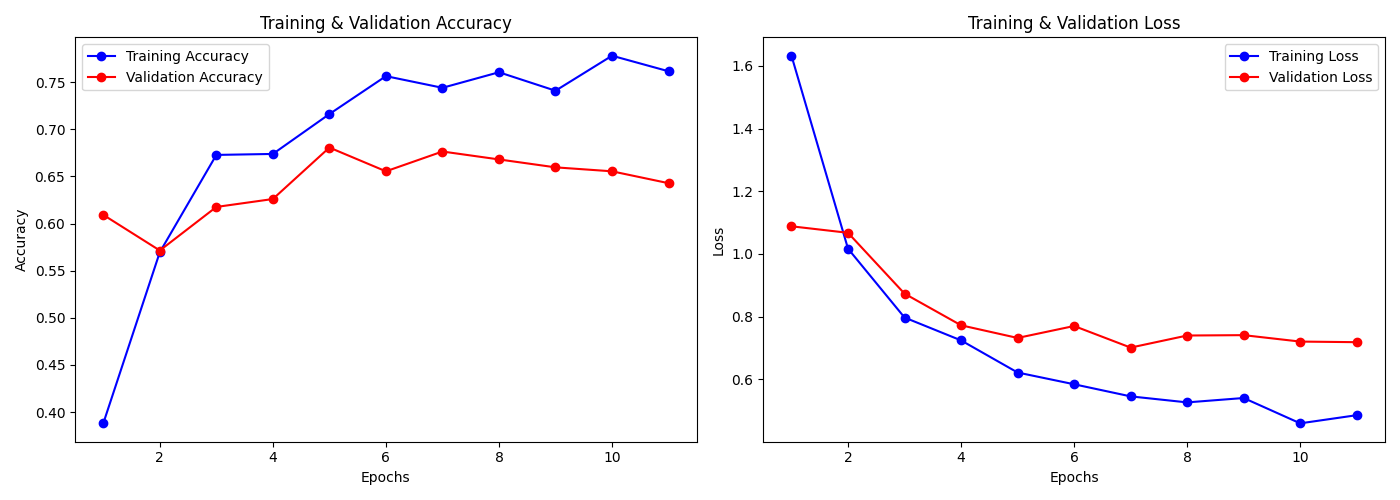 Training & Validation Accuracy
Training Accuracy
Validation Accuracy
Accuracy
0.75
0.70
0.65
0.60
0.55
0.50
0.45
0.40
2 4 6 8 10
Epochs
Training & Validation Loss
Training Loss
Validation Loss
Loss
1.6
1.4
1.2
1.0
0.8
0.6
2 4 6 8 10
Epochs